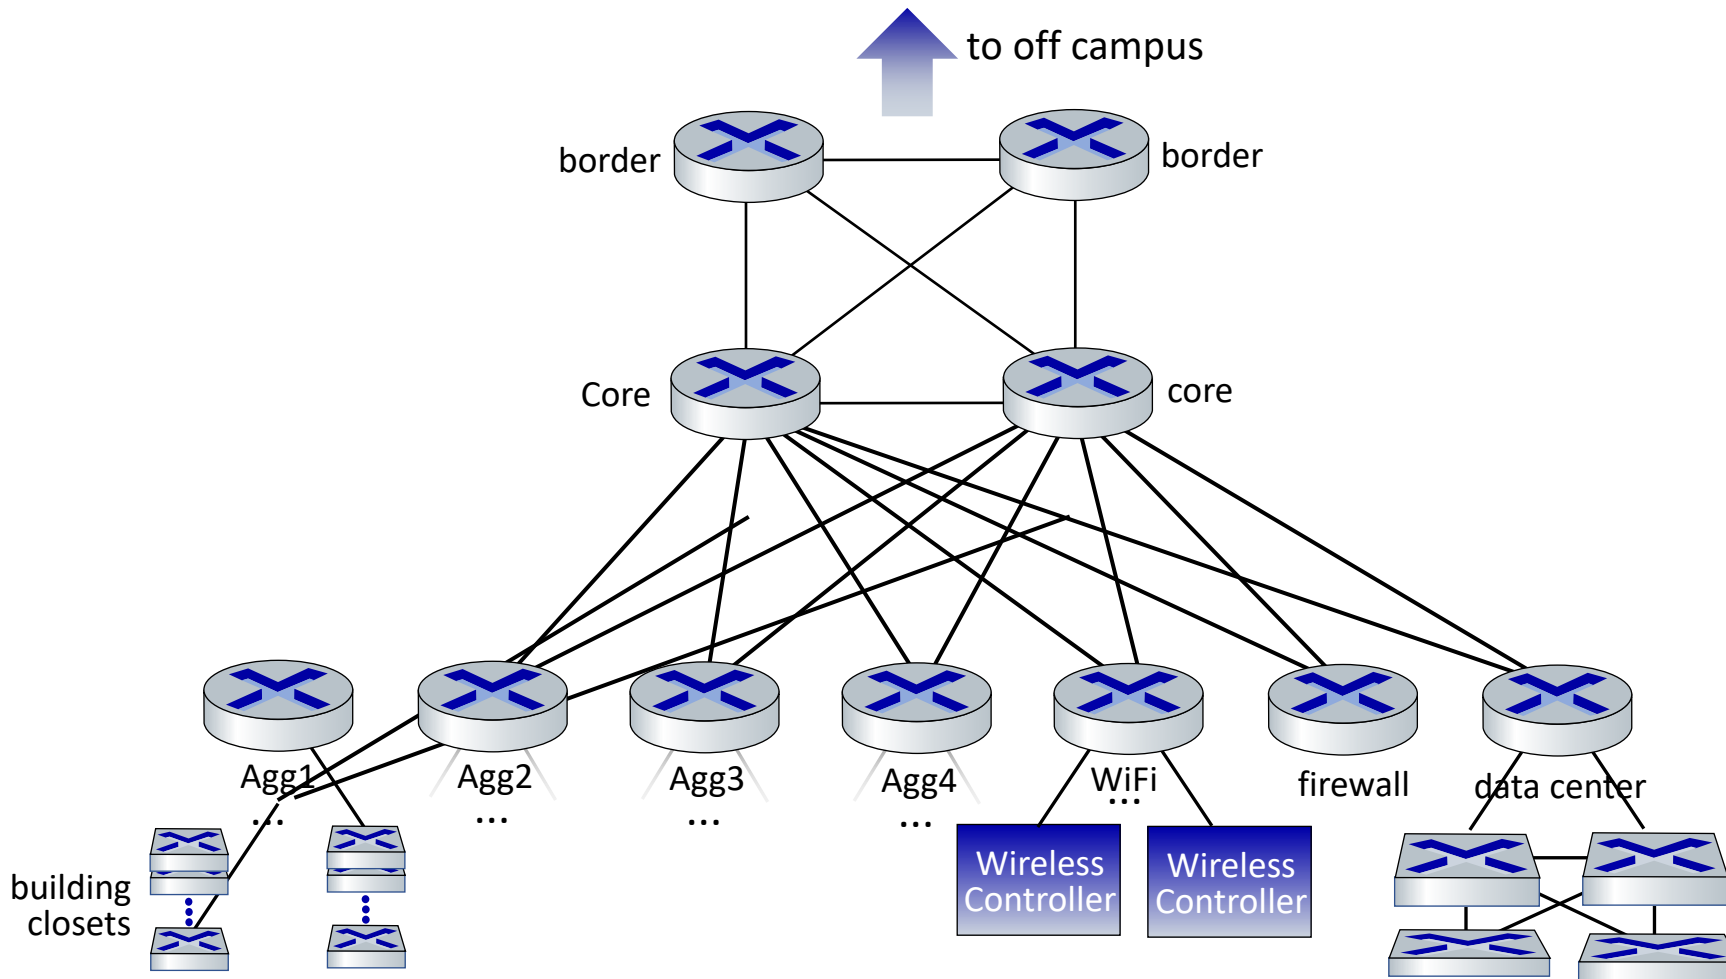 to off campus
border
border
Core
core
Agg1
Agg2
Agg3
Agg4
WiFi
firewall
data center
...
...
...
...
...
building
closets
Wireless
Controller
Wireless
Controller